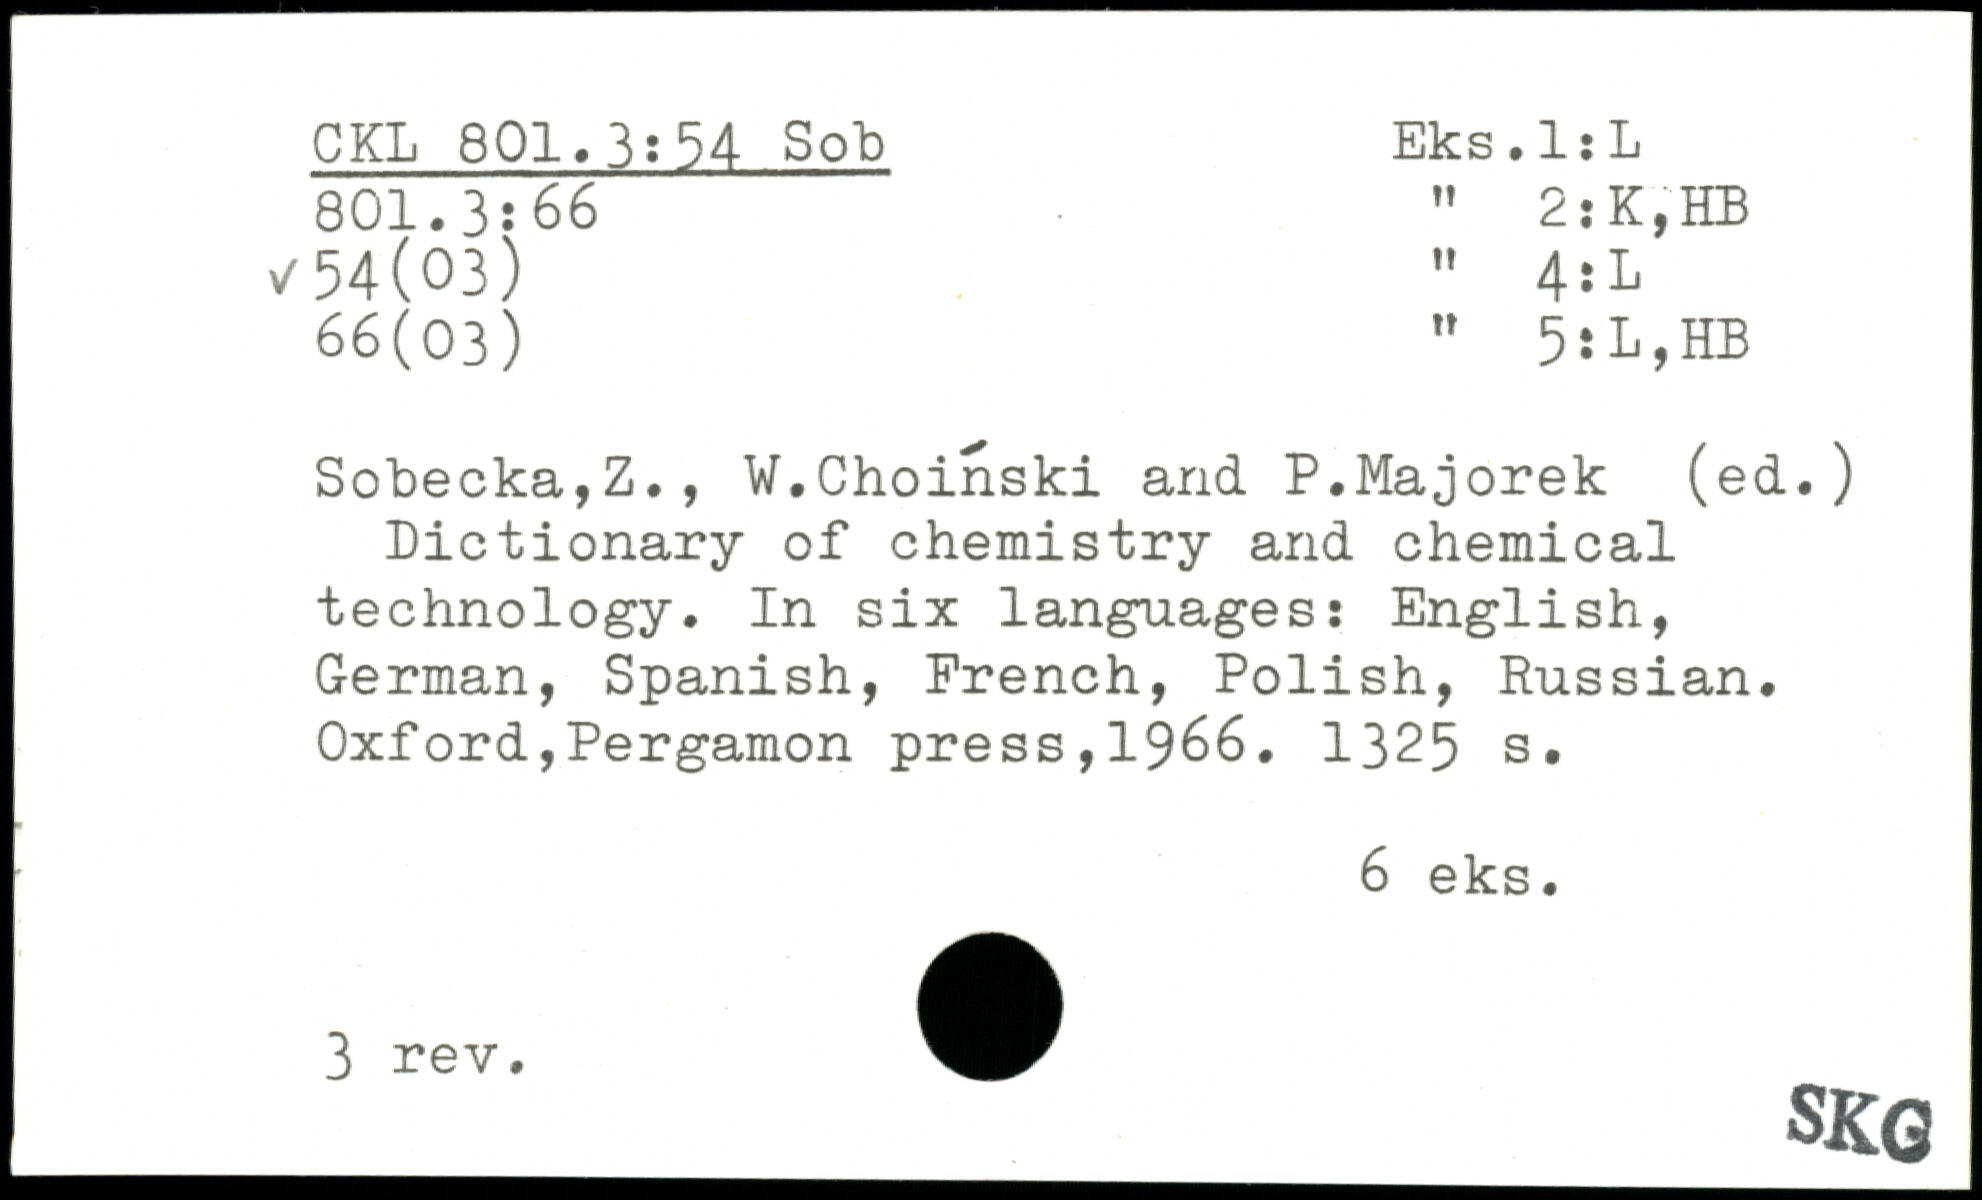 CKL 801.3:54 Sob
Eks.1:L
801.3:66
" 2:K,HB
✓ 54(03)
" 4:L
66(03)
" 5:L,HB
Sobecka,Z., W.Choiński and P.Majorek (ed.)
Dictionary of chemistry and chemical
technology. In six languages: English,
German, Spanish, French, Polish, Russian.
Oxford,Pergamon press,1966. 1325 s.
6 eks.
3 rev.
SKG